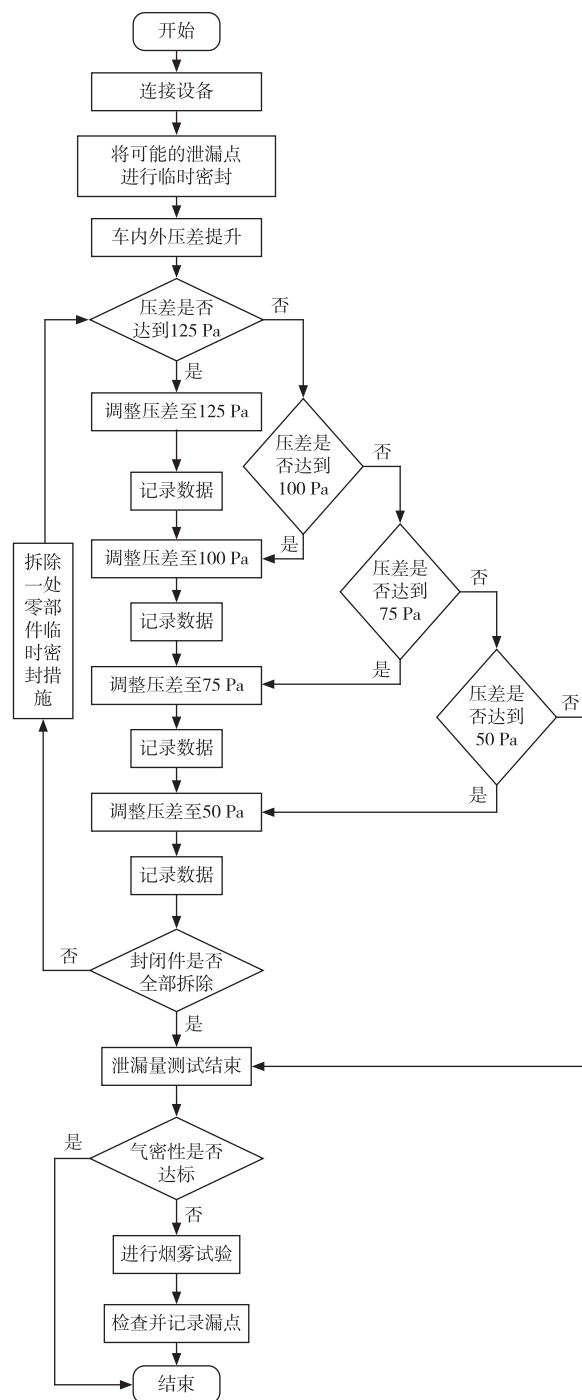 开始
连接设备
将可能的泄漏点
进行临时密封
车内外压差提升
压差是否
达到125 Pa
否
是
调整压差至125 Pa
记录数据
压差是
否达到
100 Pa
否
是
调整压差至100 Pa
记录数据
压差是
否达到
75 Pa
否
是
调整压差至75 Pa
记录数据
压差是
否达到
50 Pa
否
是
调整压差至50 Pa
记录数据
拆除
一处
零部
件临
时密
封措
施
封闭件是否
全部拆除
否
是
泄漏量测试结束
气密性是否
达标
是
否
进行烟雾试验
检查并记录漏点
结束